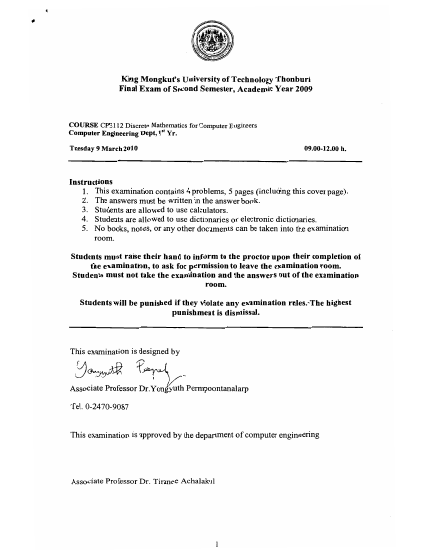 King Mongkut's University of Technology Thonburi
Final Exam of Second Semester, Academic Year 2009
COURSE CPE112 Discrete Mathematics for Computer Engineers
Computer Engineering Dept, 1st Yr.
Tuesday 9 March 2010 09.00-12.00 h.
Instructions
1. This examination contains 4 problems, 5 pages (including this cover page).
2. The answers must be written in the answer book.
3. Students are allowed to use calculators.
4. Students are allowed to use dictionaries or electronic dictionaries.
5. No books, notes, or any other documents can be taken into the examination
room.
Students must raise their hand to inform to the proctor upon their completion of
the examination, to ask for permission to leave the examination room.
Students must not take the examination and the answers out of the examination
room.
Students will be punished if they violate any examination rules. The highest
punishment is dismissal.
This examination is designed by
Associate Professor Dr. Yongyuth Permpoontanalarp
Tel. 0-2470-9087
This examination is approved by the department of computer engineering
Associate Professor Dr. Tiranee Achalakul
1